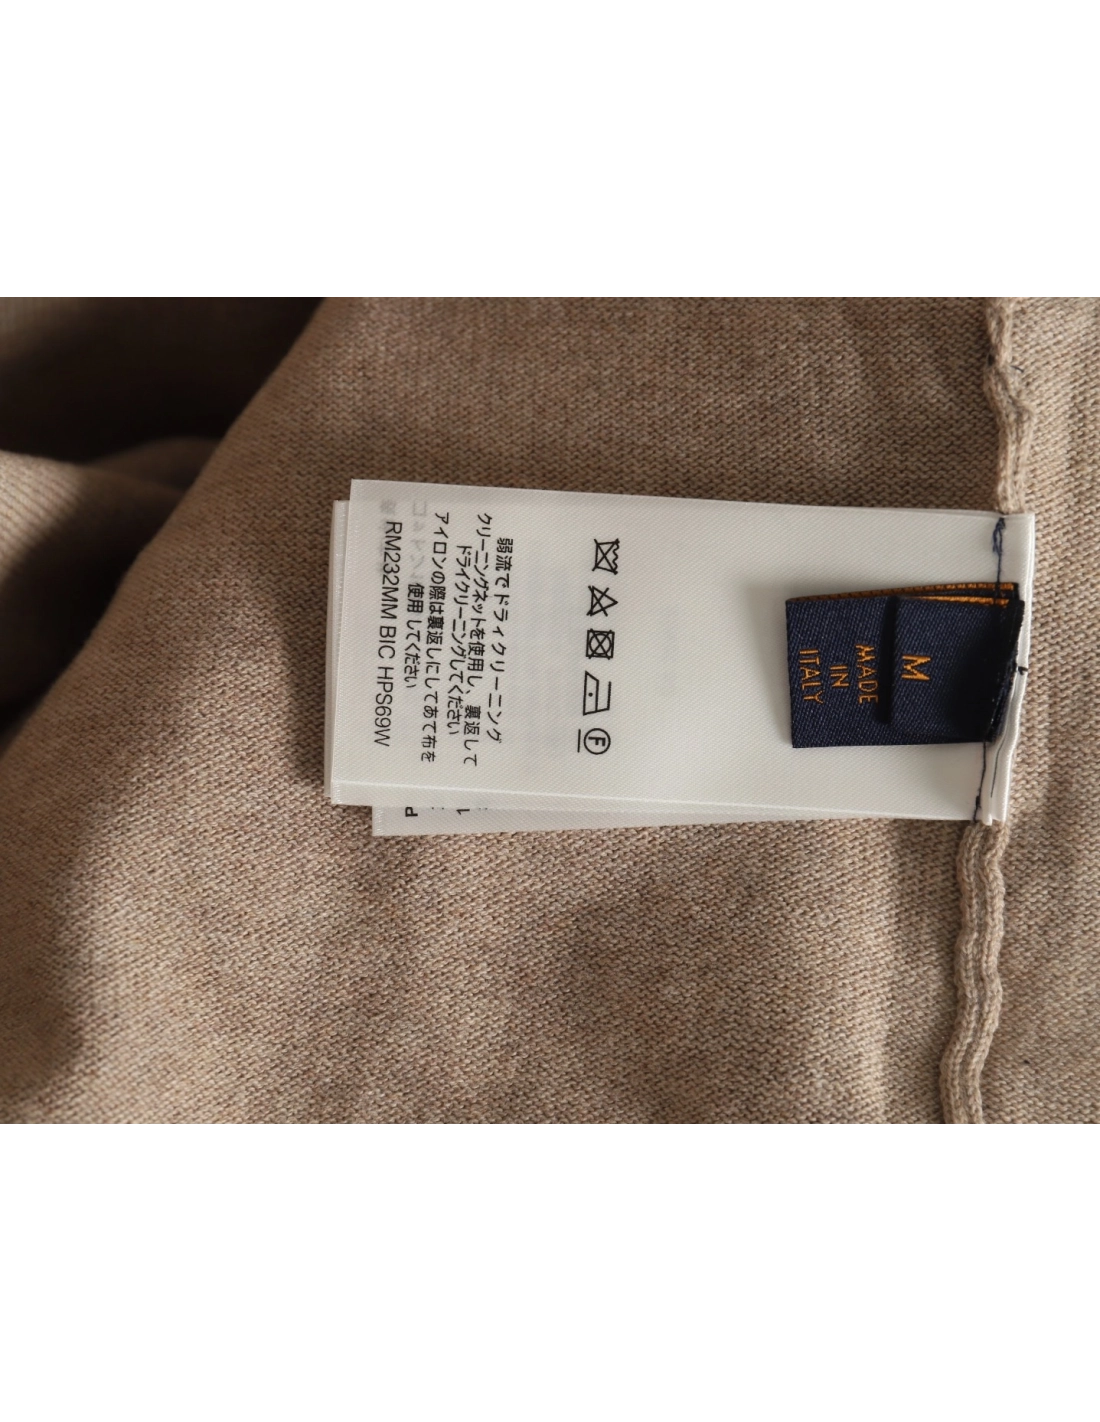 弱流でドライクリーニング
クリーニングネットを使用し、裏返して
ドライクリーニングしてください
アイロンの際は裏返しにしてあて布を
使用してください
RM232MM BIC HPS69W
F
M
MADE
IN
ITALY